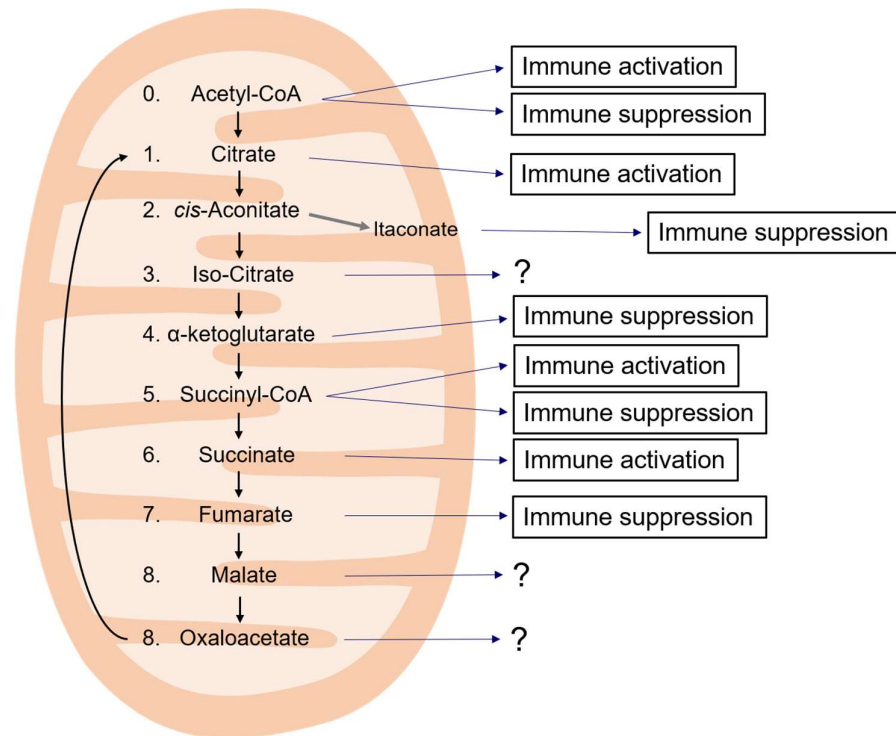 0. Acetyl-CoA
Immune activation
Immune suppression
1. Citrate
Immune activation
2. cis-Aconitate
Itaconate
Immune suppression
3. Iso-Citrate
?
4. α-ketoglutarate
Immune suppression
5. Succinyl-CoA
Immune activation
Immune suppression
6. Succinate
Immune activation
7. Fumarate
Immune suppression
8. Malate
?
8. Oxaloacetate
?